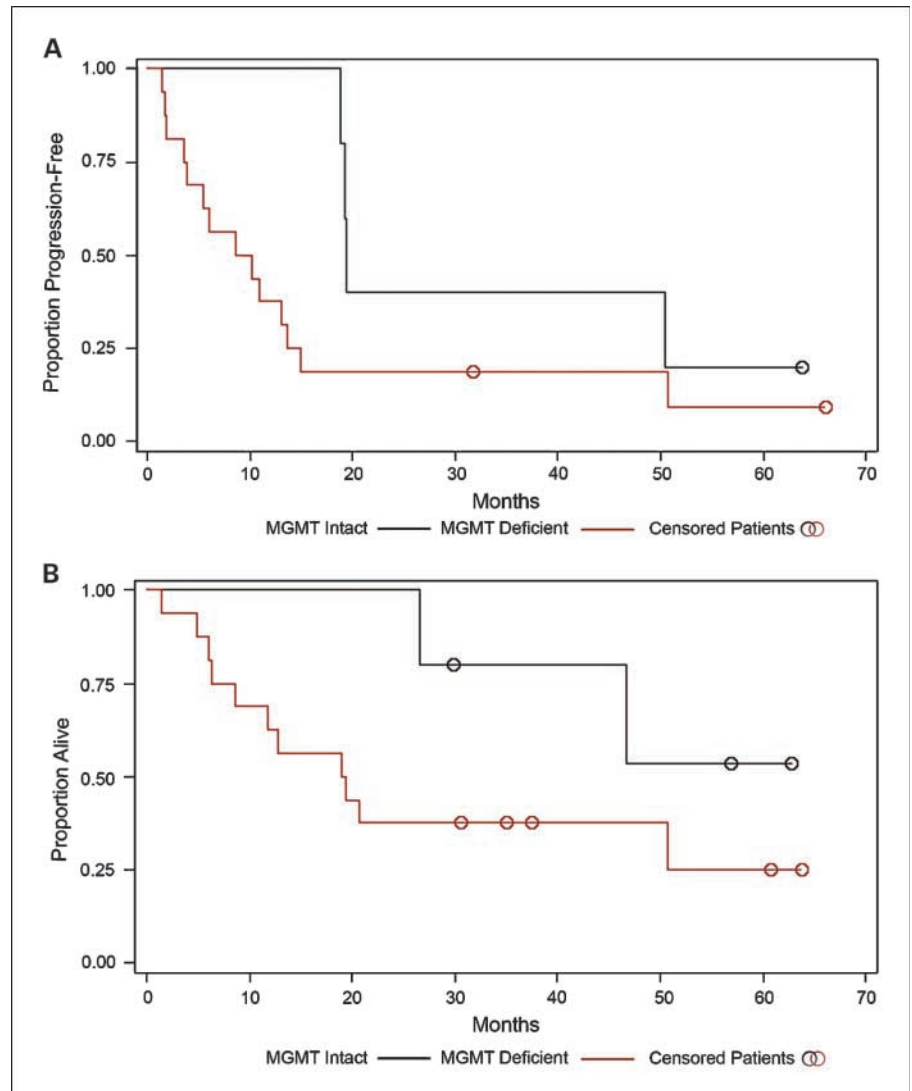 A
1.00
0.75
0.50
0.25
0.00
Proportion Progression-Free
0 10 20 30 40 50 60 70
Months
MGMT Intact MGMT Deficient Censored Patients
B
1.00
0.75
0.50
0.25
0.00
Proportion Alive
0 10 20 30 40 50 60 70
Months
MGMT Intact MGMT Deficient Censored Patients